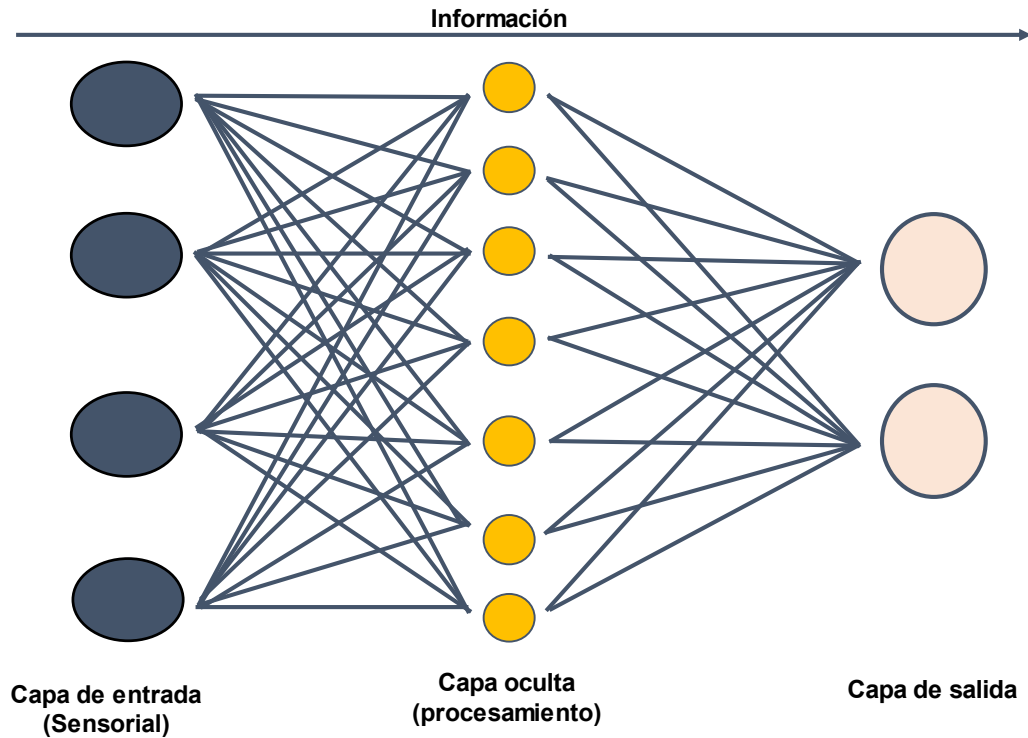 Información
Capa de entrada
(Sensorial)
Capa oculta
(procesamiento)
Capa de salida